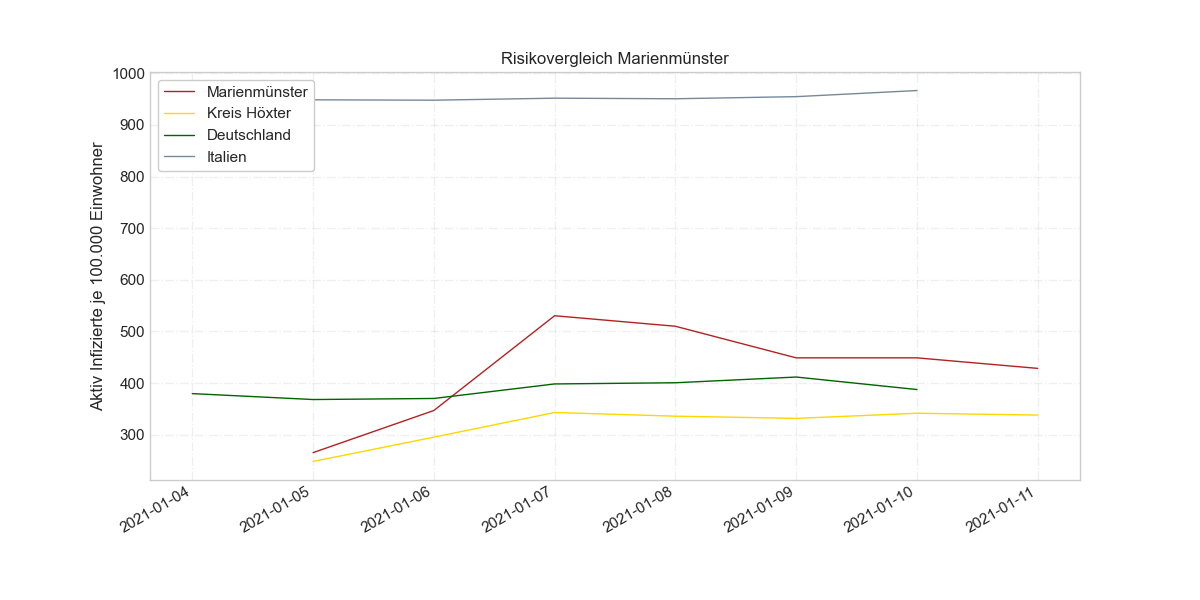 Risikovergleich Marienmünster
Aktiv Infizierte je 100.000 Einwohner
1000
900
800
700
600
500
400
300
Marienmünster
Kreis Höxter
Deutschland
Italien
2021-01-04
2021-01-05
2021-01-06
2021-01-07
2021-01-08
2021-01-09
2021-01-10
2021-01-11